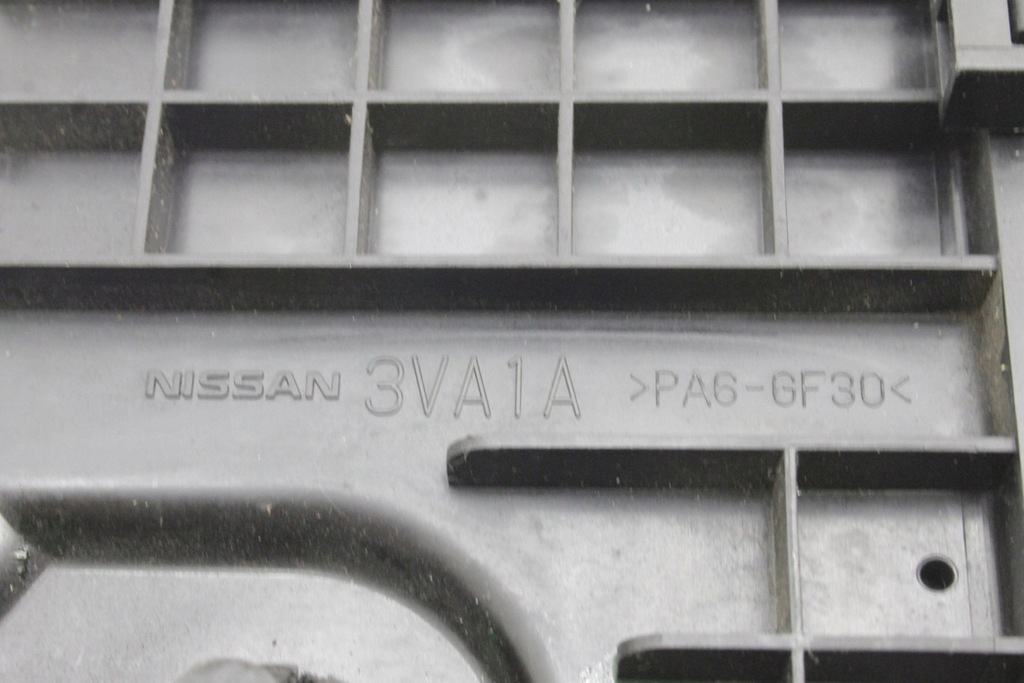 NISSAN 3VA1A >PA6-GF30<